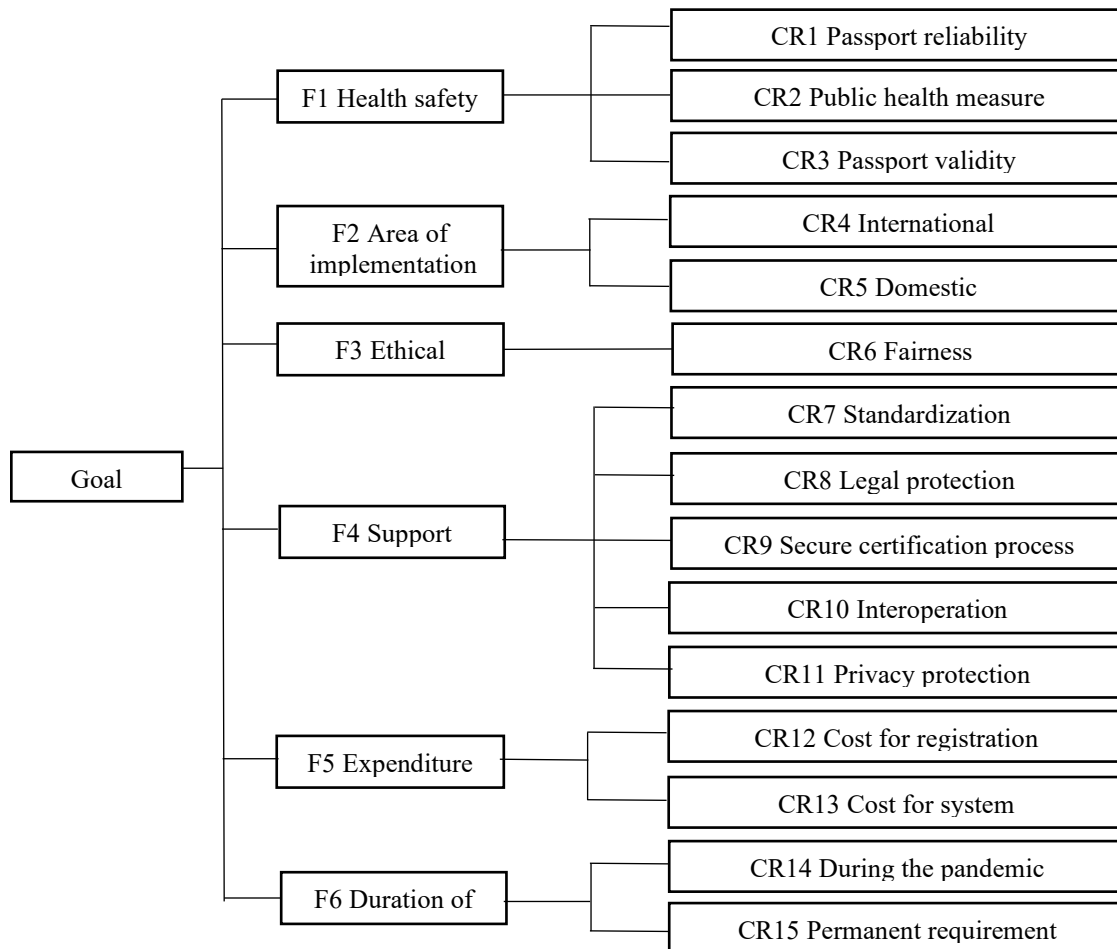 CR1 Passport reliability
F1 Health safety
CR2 Public health measure
CR3 Passport validity
F2 Area of
implementation
CR4 International
CR5 Domestic
F3 Ethical
CR6 Fairness
Goal
F4 Support
CR7 Standardization
CR8 Legal protection
CR9 Secure certification process
CR10 Interoperation
CR11 Privacy protection
F5 Expenditure
CR12 Cost for registration
CR13 Cost for system
F6 Duration of
CR14 During the pandemic
CR15 Permanent requirement